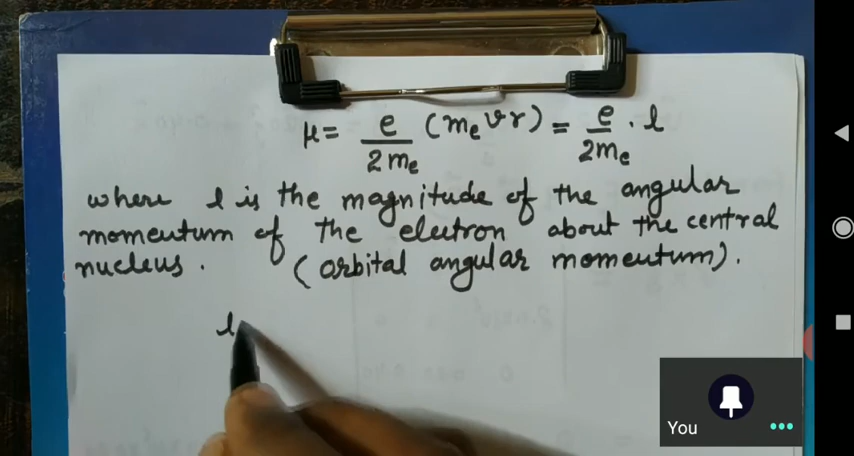 μ = e/2mₑ (mₑvr) = e/2mₑ . l
where l is the magnitude of the angular
momentum of the electron about the central
nucleus. (orbital angular momentum).
l
You